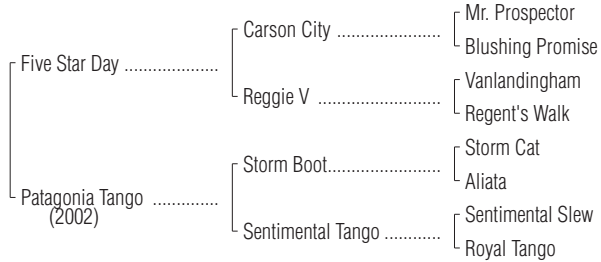 Mr. Prospector
Carson City ..................
Blushing Promise
Five Star Day ....................
Vanlandingham
Reggie V ..........................
Regent's Walk
Storm Cat
Storm Boot........................
Aliata
Patagonia Tango ..............
(2002)
Sentimental Slew
Sentimental Tango ............
Royal Tango